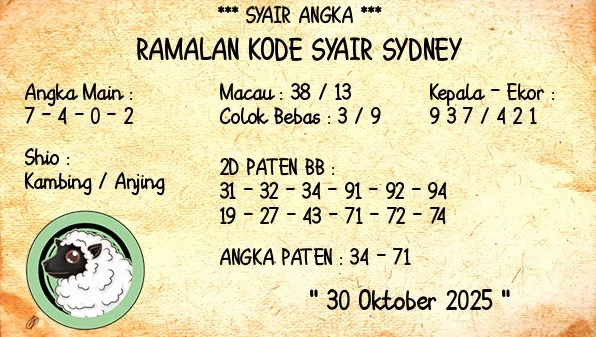 *** SYAIR ANGKA ***
RAMALAN KODE SYAIR SYDNEY
Angka Main :
7 - 4 - 0 - 2
Macau : 38 / 13
Colok Bebas : 3 / 9
Kepala - Ekor :
9 3 7 / 4 2 1
Shio :
Kambing / Anjing
2D PATEN BB :
31 - 32 - 34 - 91 - 92 - 94
19 - 27 - 43 - 71 - 72 - 74
ANGKA PATEN : 34 - 71
" 30 Oktober 2025 "